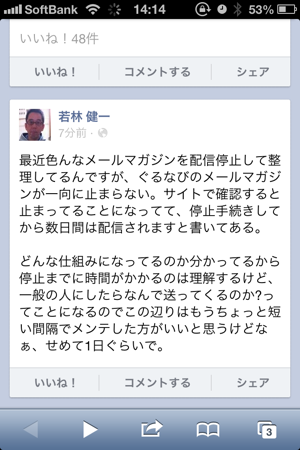 SoftBank 14:14 53%
いいね！48件
いいね！ コメントする シェア
若林 健一
7分前・
最近色んなメールマガジンを配信停止して整
理してるんですが、ぐるなびのメールマガジ
ンが一向に止まらない。サイトで確認すると
止まってることになってて、停止手続きして
から数日間は配信されますと書いてある。
どんな仕組みになってるのか分かってるから
停止までに時間がかかるのは理解するけど、
一般の人にしたらなんで送ってくるのか?っ
てことになるのでこの辺りはもうちょっと短
い間隔でメンテした方がいいと思うけどな
ぁ、せめて1日ぐらいで。
いいね！ コメントする シェア
3